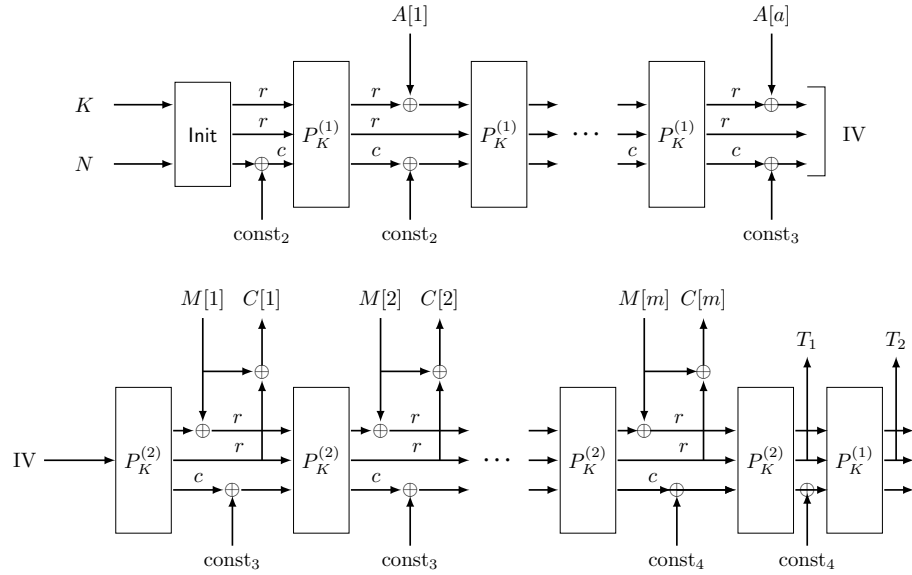 A[1] A[a]
K r r r r r
Init r P_K^{(1)} r P_K^{(1)} ··· P_K^{(1)} r IV
N c c c c
const_2 const_2 const_3
M[1] C[1] M[2] C[2] M[m] C[m]
T_1 T_2
r r r
IV P_K^{(2)} r P_K^{(2)} r ··· P_K^{(2)} r P_K^{(2)} P_K^{(1)}
c c c
const_3 const_3 const_4 const_4